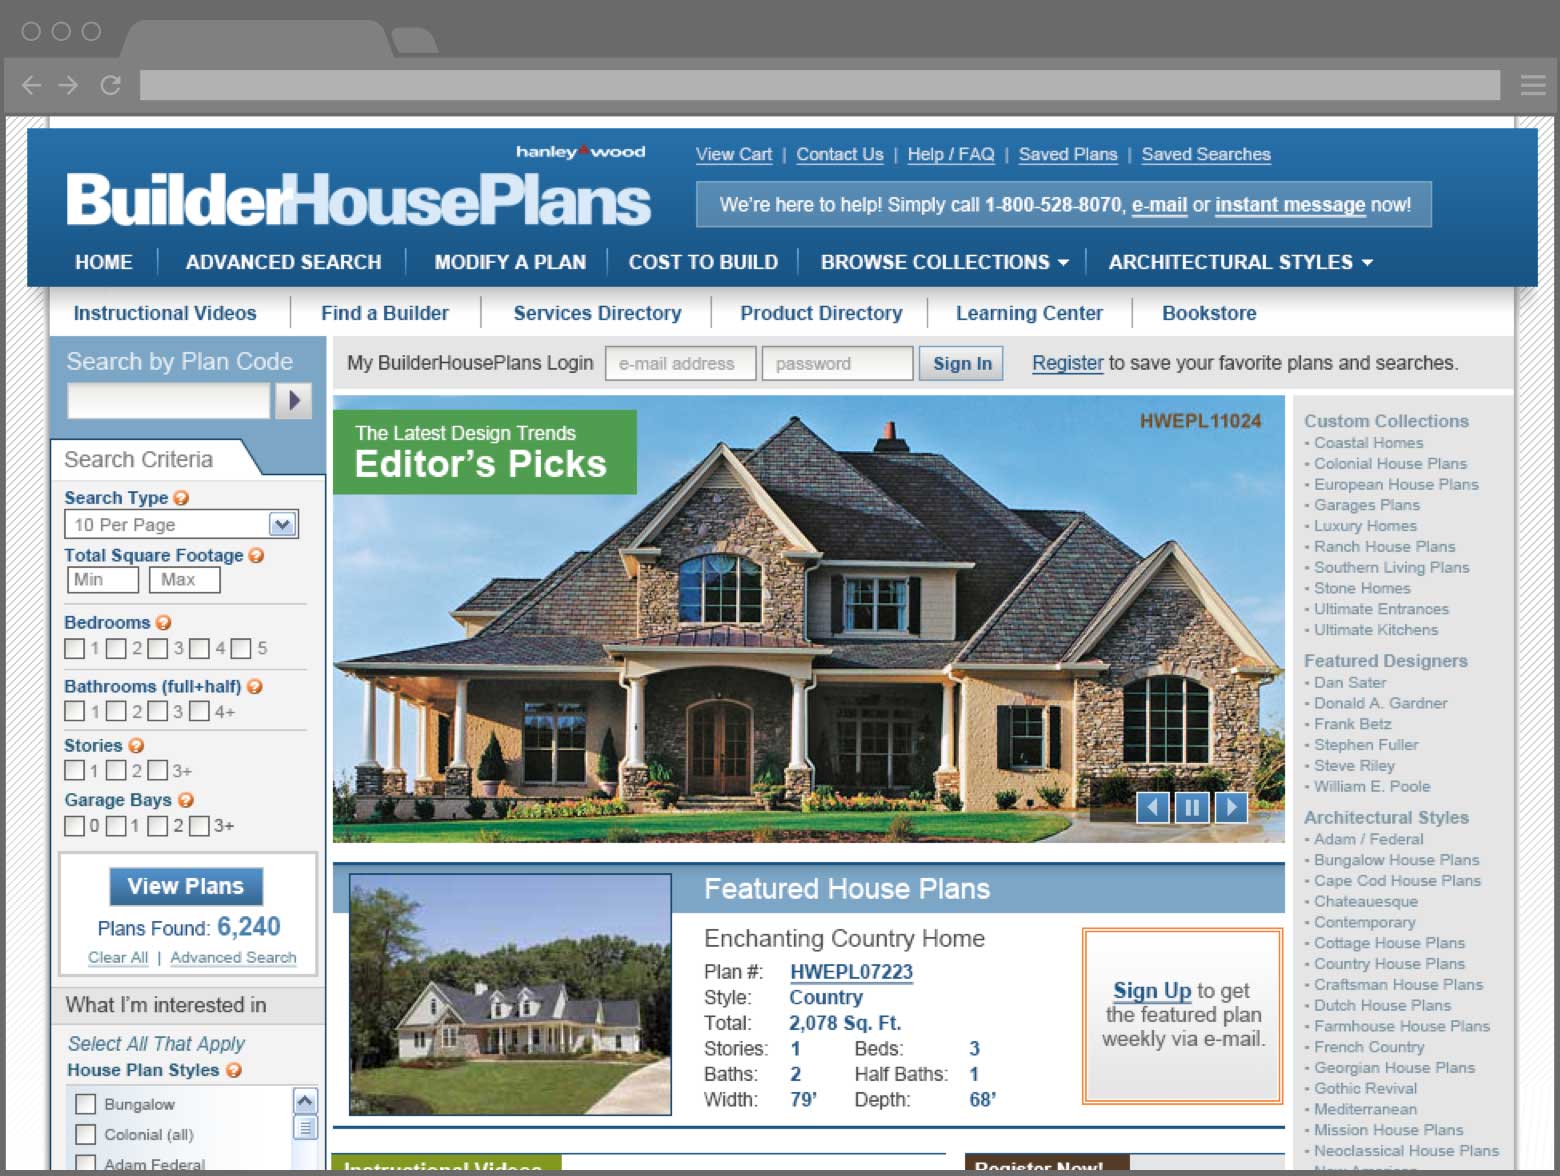 hanley wood
BuilderHousePlans
View Cart | Contact Us | Help / FAQ | Saved Plans | Saved Searches
We're here to help! Simply call 1-800-528-8070, e-mail or instant message now!
HOME ADVANCED SEARCH MODIFY A PLAN COST TO BUILD BROWSE COLLECTIONS ARCHITECTURAL STYLES
Instructional Videos Find a Builder Services Directory Product Directory Learning Center Bookstore
Search by Plan Code
My BuilderHousePlans Login e-mail address password Sign In Register to save your favorite plans and searches.
Search Criteria
Search Type ?
10 Per Page
Total Square Footage ?
Min Max
Bedrooms ?
1 2 3 4 5
Bathrooms (full+half) ?
1 2 3 4+
Stories ?
1 2 3+
Garage Bays ?
0 1 2 3+
View Plans
Plans Found: 6,240
Clear All | Advanced Search
What I'm interested in
Select All That Apply
House Plan Styles ?
Bungalow
Colonial (all)
Adam Federal
The Latest Design Trends
Editor's Picks
HWEPL11024
Featured House Plans
Enchanting Country Home
Plan #: HWEPL07223
Style: Country
Total: 2,078 Sq. Ft.
Stories: 1 Beds: 3
Baths: 2 Half Baths: 1
Width: 79' Depth: 68'
Sign Up to get
the featured plan
weekly via e-mail.
Instructional Videos
Register Now!
Custom Collections
▪ Coastal Homes
▪ Colonial House Plans
▪ European House Plans
▪ Garages Plans
▪ Luxury Homes
▪ Ranch House Plans
▪ Southern Living Plans
▪ Stone Homes
▪ Ultimate Entrances
▪ Ultimate Kitchens
Featured Designers
▪ Dan Sater
▪ Donald A. Gardner
▪ Frank Betz
▪ Stephen Fuller
▪ Steve Riley
▪ William E. Poole
Architectural Styles
▪ Adam / Federal
▪ Bungalow House Plans
▪ Cape Cod House Plans
▪ Chateauesque
▪ Contemporary
▪ Cottage House Plans
▪ Country House Plans
▪ Craftsman House Plans
▪ Dutch House Plans
▪ Farmhouse House Plans
▪ French Country
▪ Georgian House Plans
▪ Gothic Revival
▪ Mediterranean
▪ Mission House Plans
▪ Neoclassical House Plans